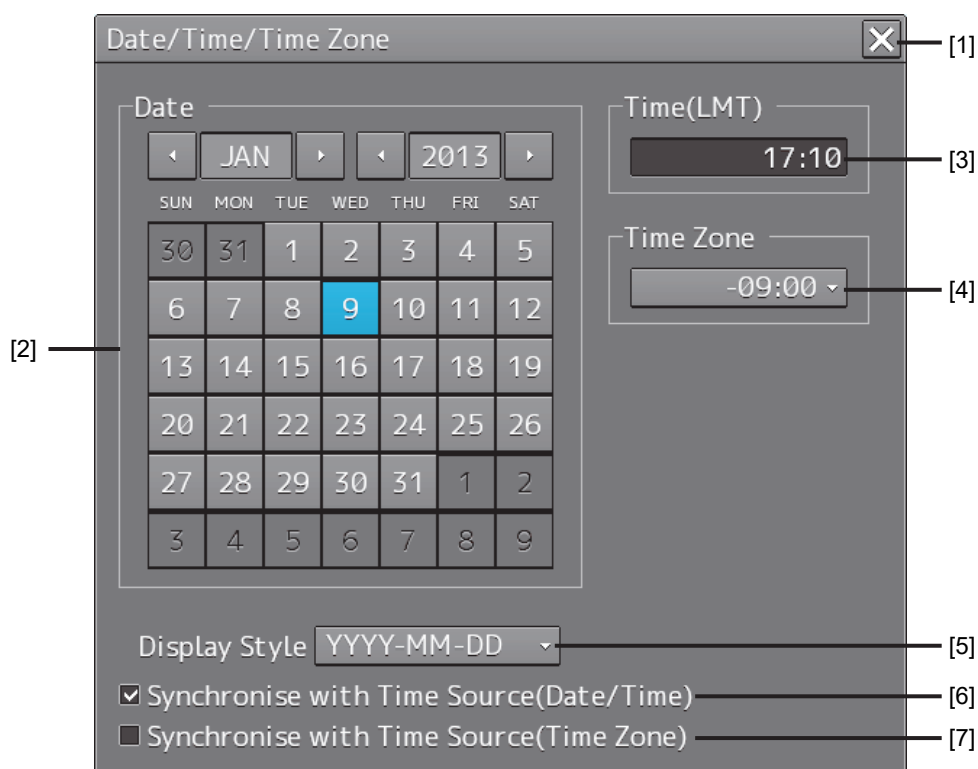 Date/Time/Time Zone
[1]
Date
JAN
2013
SUN MON TUE WED THU FRI SAT
30 31 1 2 3 4 5
6 7 8 9 10 11 12
13 14 15 16 17 18 19
20 21 22 23 24 25 26
27 28 29 30 31 1 2
3 4 5 6 7 8 9
[2]
Time(LMT)
17:10
[3]
Time Zone
-09:00
[4]
Display Style YYYY-MM-DD
[5]
Synchronise with Time Source(Date/Time)
[6]
Synchronise with Time Source(Time Zone)
[7]